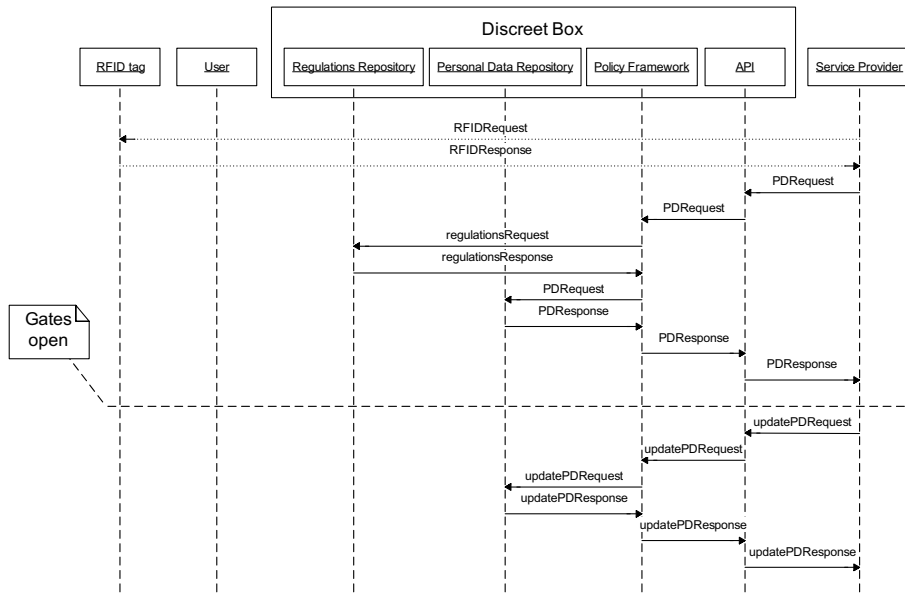 Discreet Box
RFID tag
User
Regulations Repository
Personal Data Repository
Policy Framework
API
Service Provider
RFIDRequest
RFIDResponse
PDRequest
PDRequest
regulationsRequest
regulationsResponse
PDRequest
PDResponse
Gates
open
PDResponse
PDResponse
updatePDRequest
updatePDRequest
updatePDRequest
updatePDResponse
updatePDResponse
updatePDResponse